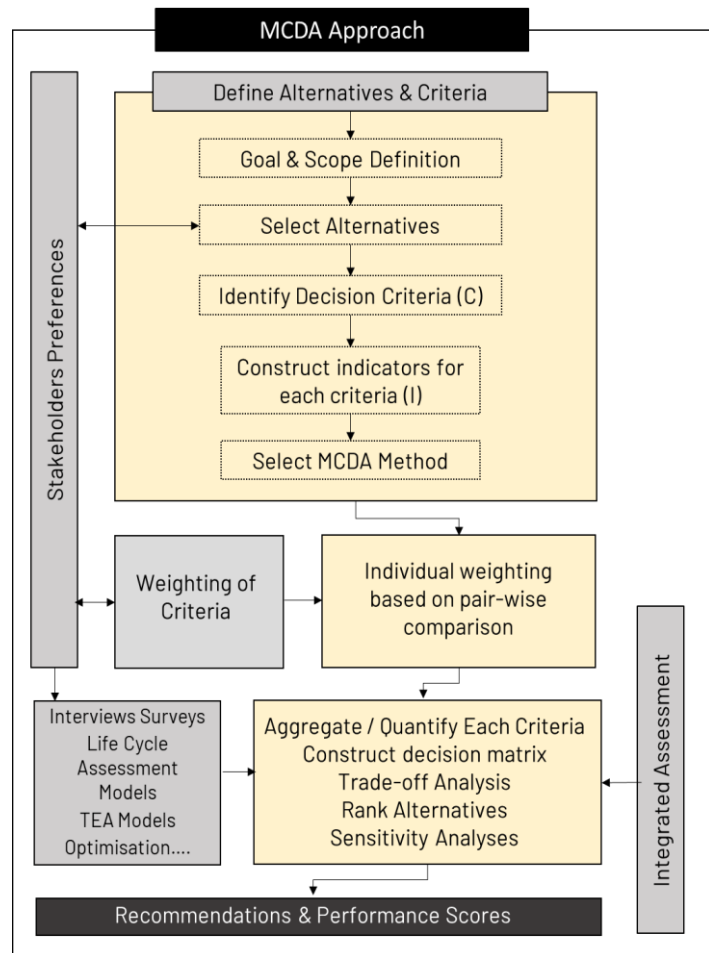 MCDA Approach
Define Alternatives & Criteria
Goal & Scope Definition
Select Alternatives
Identify Decision Criteria (C)
Construct indicators for
each criteria (I)
Select MCDA Method
Stakeholders Preferences
Weighting of
Criteria
Individual weighting
based on pair-wise
comparison
Interviews Surveys
Life Cycle
Assessment
Models
TEA Models
Optimisation....
Aggregate / Quantify Each Criteria
Construct decision matrix
Trade-off Analysis
Rank Alternatives
Sensitivity Analyses
Integrated Assessment
Recommendations & Performance Scores